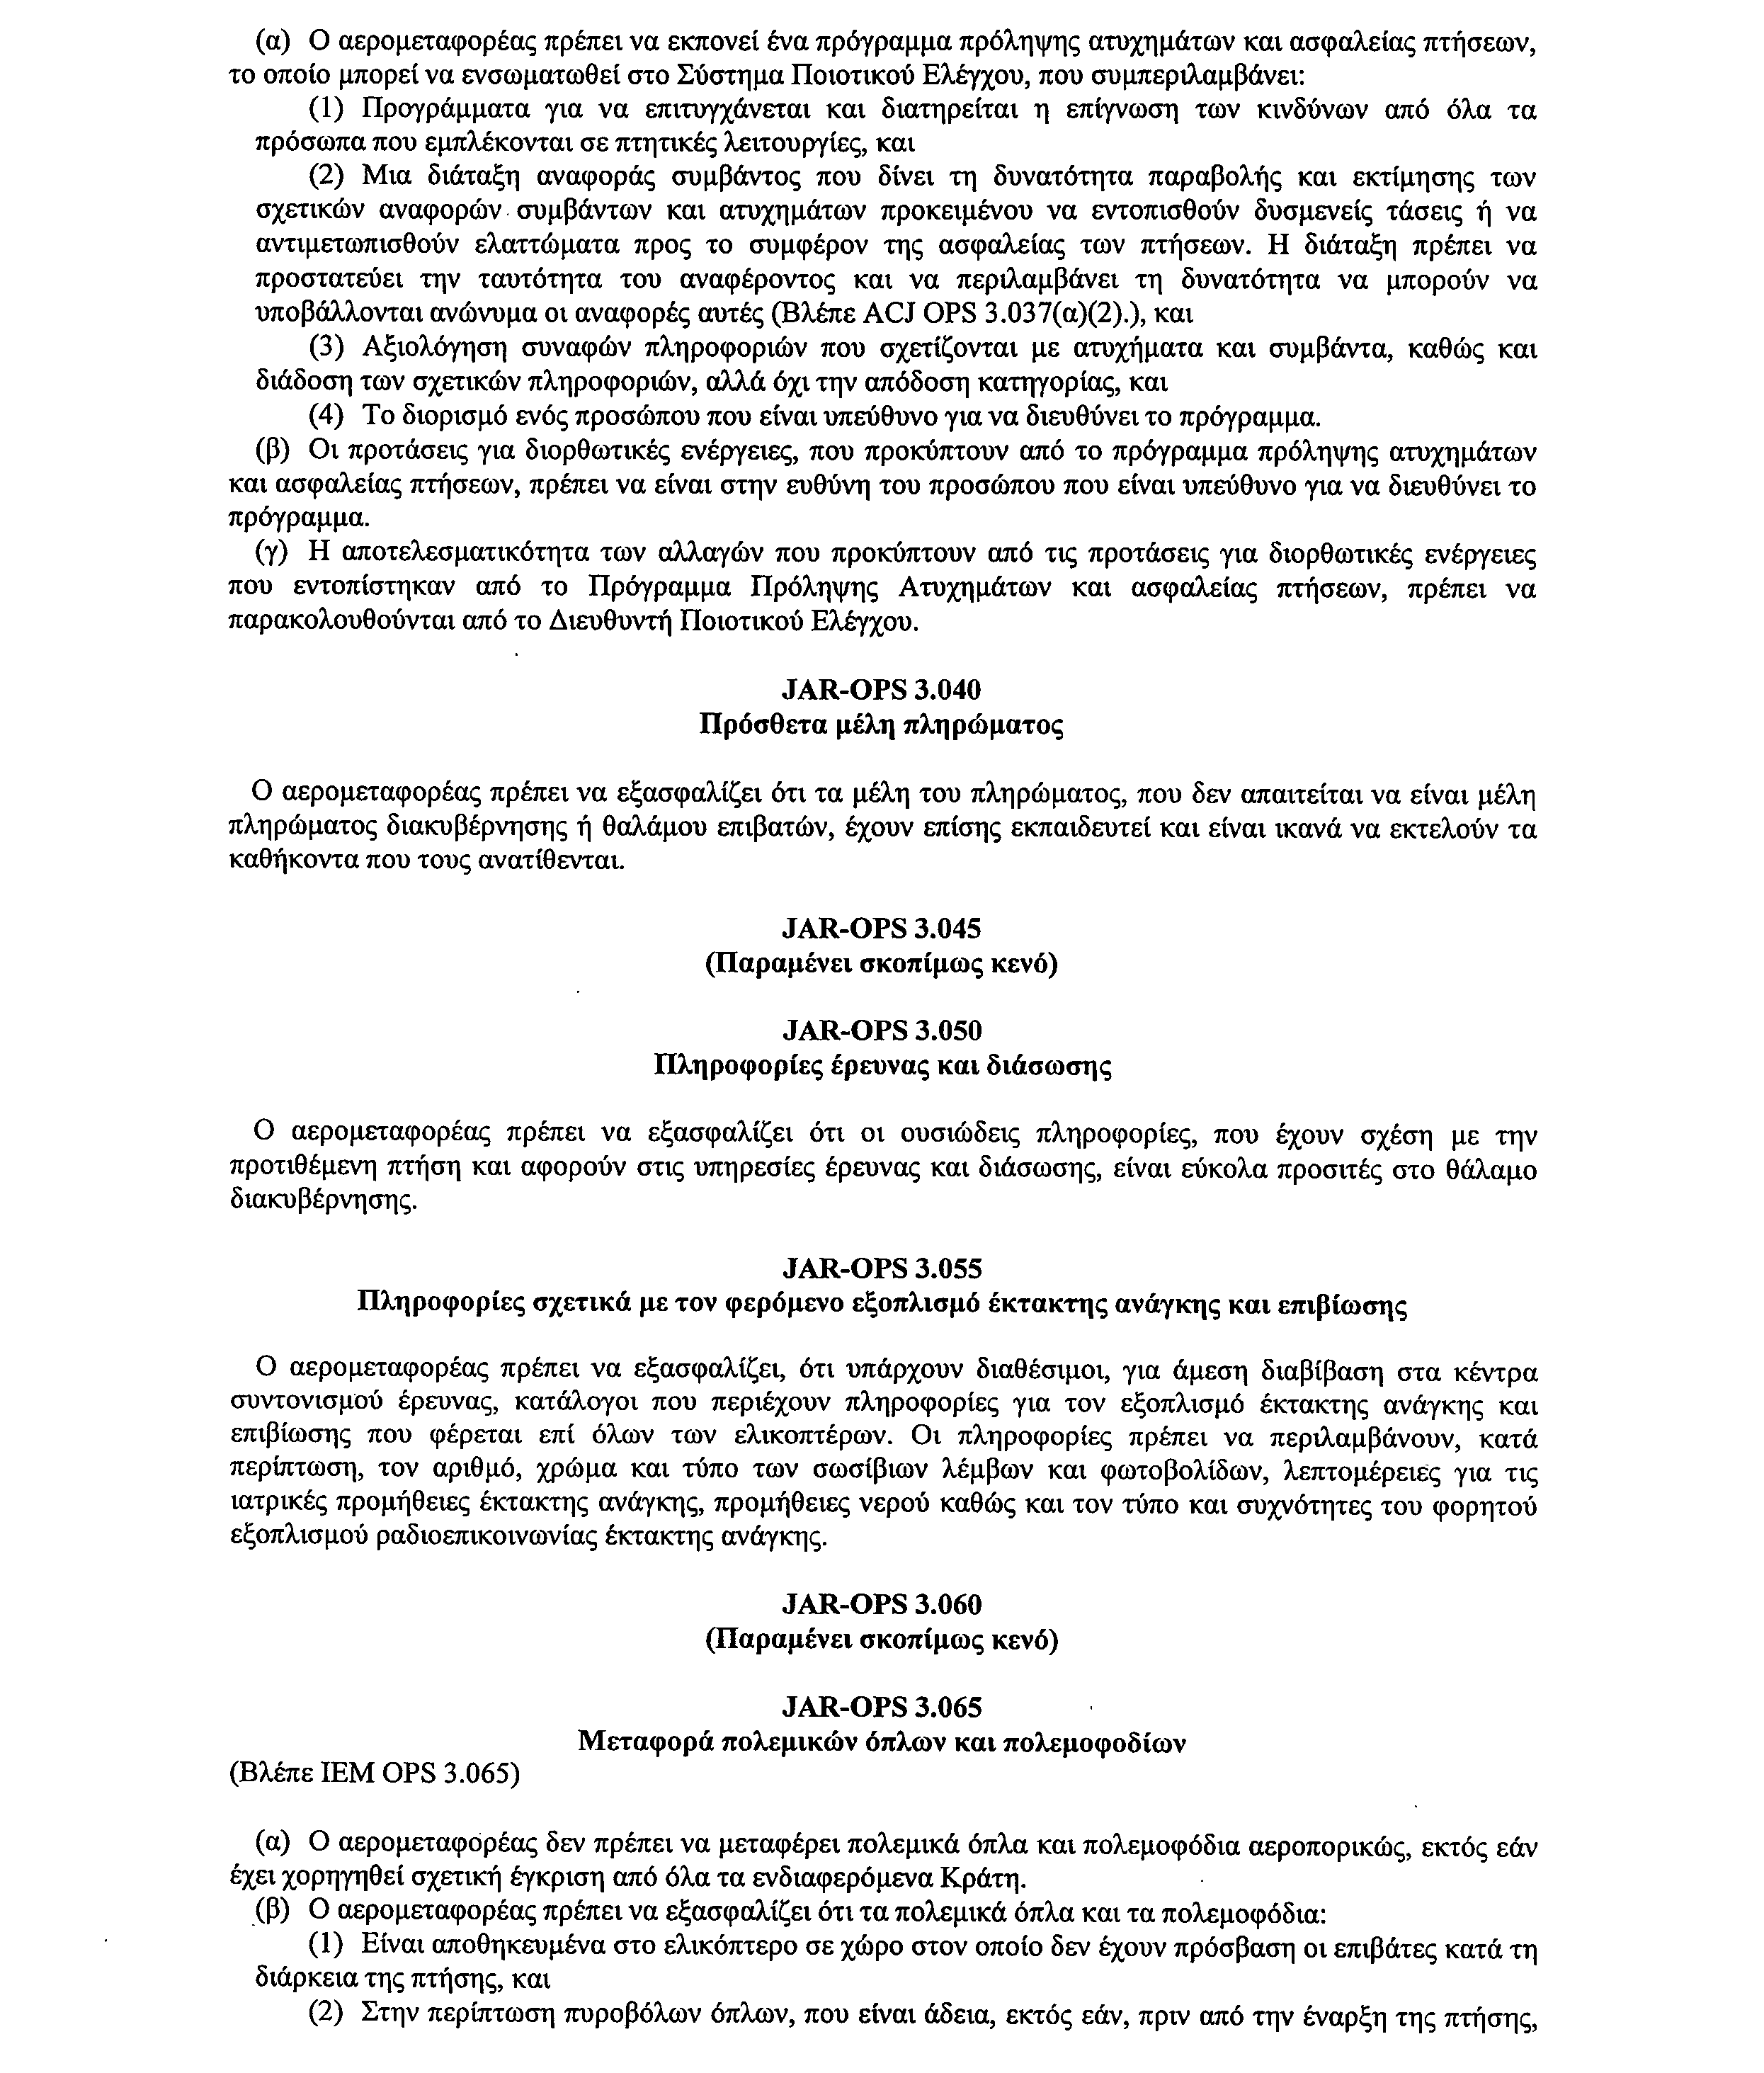 (α) Ο αερομεταφορέας πρέπει να εκπονεί ένα πρόγραμμα πρόληψης ατυχημάτων και ασφαλείας πτήσεων,
το οποίο μπορεί να ενσωματωθεί στο Σύστημα Ποιοτικού Ελέγχου, που συμπεριλαμβάνει:
(1) Προγράμματα για να επιτυγχάνεται και διατηρείται η επίγνωση των κινδύνων από όλα τα
πρόσωπα που εμπλέκονται σε πτητικές λειτουργίες, και
(2) Μια διάταξη αναφοράς συμβάντος που δίνει τη δυνατότητα παραβολής και εκτίμησης των
σχετικών αναφορών συμβάντων και ατυχημάτων προκειμένου να εντοπισθούν δυσμενείς τάσεις ή να
αντιμετωπισθούν ελαττώματα προς το συμφέρον της ασφαλείας των πτήσεων. Η διάταξη πρέπει να
προστατεύει την ταυτότητα του αναφέροντος και να περιλαμβάνει τη δυνατότητα να μπορούν να
υποβάλλονται ανώνυμα οι αναφορές αυτές (Βλέπε ACJ OPS 3.037(α)(2).), και
(3) Αξιολόγηση συναφών πληροφοριών που σχετίζονται με ατυχήματα και συμβάντα, καθώς και
διάδοση των σχετικών πληροφοριών, αλλά όχι την απόδοση κατηγορίας, και
(4) Το διορισμό ενός προσώπου που είναι υπεύθυνο για να διευθύνει το πρόγραμμα.
(β) Οι προτάσεις για διορθωτικές ενέργειες, που προκύπτουν από το πρόγραμμα πρόληψης ατυχημάτων
και ασφαλείας πτήσεων, πρέπει να είναι στην ευθύνη του προσώπου που είναι υπεύθυνο για να διευθύνει το
πρόγραμμα.
(γ) Η αποτελεσματικότητα των αλλαγών που προκύπτουν από τις προτάσεις για διορθωτικές ενέργειες
που εντοπίστηκαν από το Πρόγραμμα Πρόληψης Ατυχημάτων και ασφαλείας πτήσεων, πρέπει να
παρακολουθούνται από το Διευθυντή Ποιοτικού Ελέγχου.
JAR-OPS 3.040
Πρόσθετα μέλη πληρώματος
Ο αερομεταφορέας πρέπει να εξασφαλίζει ότι τα μέλη του πληρώματος, που δεν απαιτείται να είναι μέλη
πληρώματος διακυβέρνησης ή θαλάμου επιβατών, έχουν επίσης εκπαιδευτεί και είναι ικανά να εκτελούν τα
καθήκοντα που τους ανατίθενται.
JAR-OPS 3.045
(Παραμένει σκοπίμως κενό)
JAR-OPS 3.050
Πληροφορίες έρευνας και διάσωσης
Ο αερομεταφορέας πρέπει να εξασφαλίζει ότι οι ουσιώδεις πληροφορίες, που έχουν σχέση με την
προτιθέμενη πτήση και αφορούν στις υπηρεσίες έρευνας και διάσωσης, είναι εύκολα προσιτές στο θάλαμο
διακυβέρνησης.
JAR-OPS 3.055
Πληροφορίες σχετικά με τον φερόμενο εξοπλισμό έκτακτης ανάγκης και επιβίωσης
Ο αερομεταφορέας πρέπει να εξασφαλίζει, ότι υπάρχουν διαθέσιμοι, για άμεση διαβίβαση στα κέντρα
συντονισμού έρευνας, κατάλογοι που περιέχουν πληροφορίες για τον εξοπλισμό έκτακτης ανάγκης και
επιβίωσης που φέρεται επί όλων των ελικοπτέρων. Οι πληροφορίες πρέπει να περιλαμβάνουν, κατά
περίπτωση, τον αριθμό, χρώμα και τύπο των σωσίβιων λέμβων και φωτοβολίδων, λεπτομέρειες για τις
ιατρικές προμήθειες έκτακτης ανάγκης, προμήθειες νερού καθώς και τον τύπο και συχνότητες του φορητού
εξοπλισμού ραδιοεπικοινωνίας έκτακτης ανάγκης.
JAR-OPS 3.060
(Παραμένει σκοπίμως κενό)
JAR-OPS 3.065
Μεταφορά πολεμικών όπλων και πολεμοφοδίων
(Βλέπε IEM OPS 3.065)
(α) Ο αερομεταφορέας δεν πρέπει να μεταφέρει πολεμικά όπλα και πολεμοφόδια αεροπορικώς, εκτός εάν
έχει χορηγηθεί σχετική έγκριση από όλα τα ενδιαφερόμενα Κράτη.
(β) Ο αερομεταφορέας πρέπει να εξασφαλίζει ότι τα πολεμικά όπλα και τα πολεμοφόδια:
(1) Είναι αποθηκευμένα στο ελικόπτερο σε χώρο στον οποίο δεν έχουν πρόσβαση οι επιβάτες κατά τη
διάρκεια της πτήσης, και
(2) Στην περίπτωση πυροβόλων όπλων, που είναι άδεια, εκτός εάν, πριν από την έναρξη της πτήσης,